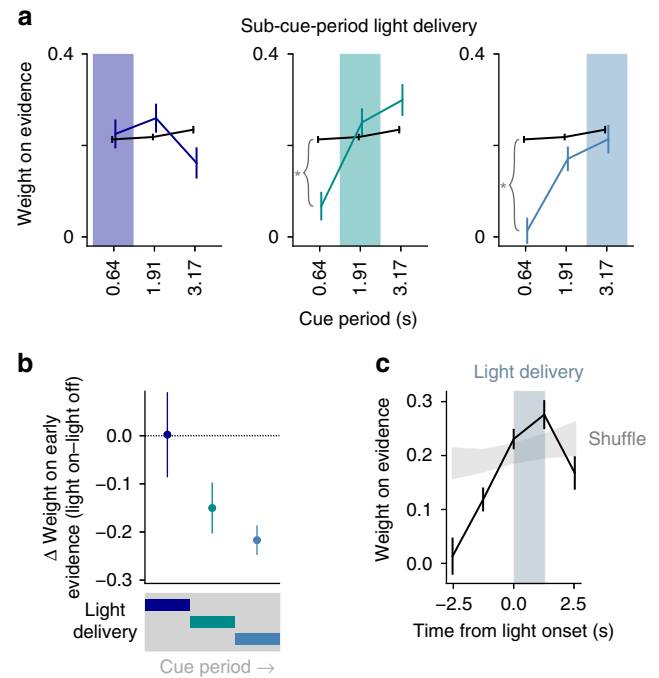 a
Sub-cue-period light delivery
Weight on evidence
0.4
0
0.64
1.91
3.17
0.4
0
*
0.64
1.91
3.17
0.4
0
*
0.64
1.91
3.17
Cue period (s)
b
Δ Weight on early
evidence (light on–light off)
0.0
−0.1
−0.2
−0.3
Light
delivery
Cue period →
c
Light delivery
Weight on evidence
0.3
0.2
0.1
0.0
Shuffle
−2.5
0.0
2.5
Time from light onset (s)